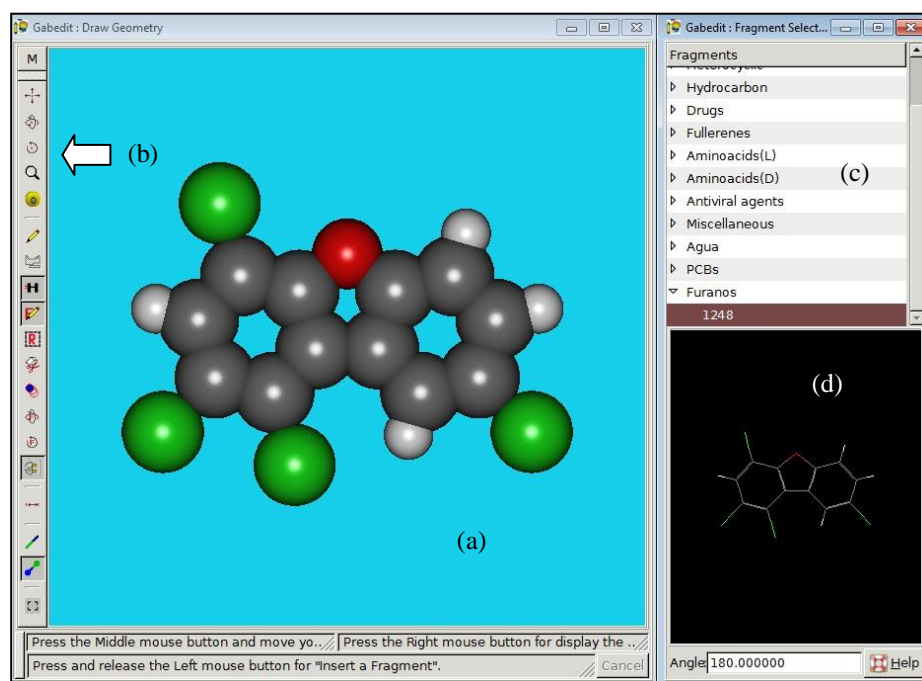 Gabedit : Draw Geometry
M
(b)
(a)
Press the Middle mouse button and move yo..
Press the Right mouse button for display the ..
Press and release the Left mouse button for "Insert a Fragment".
Cancel
Gabedit : Fragment Select...
Fragments
Heterocyclic
Hydrocarbon
Drugs
Fullerenes
Aminoacids(L)
(c)
Aminoacids(D)
Antiviral agents
Miscellaneous
Agua
PCBs
Furanos
1248
(d)
Angle: 180.000000
Help